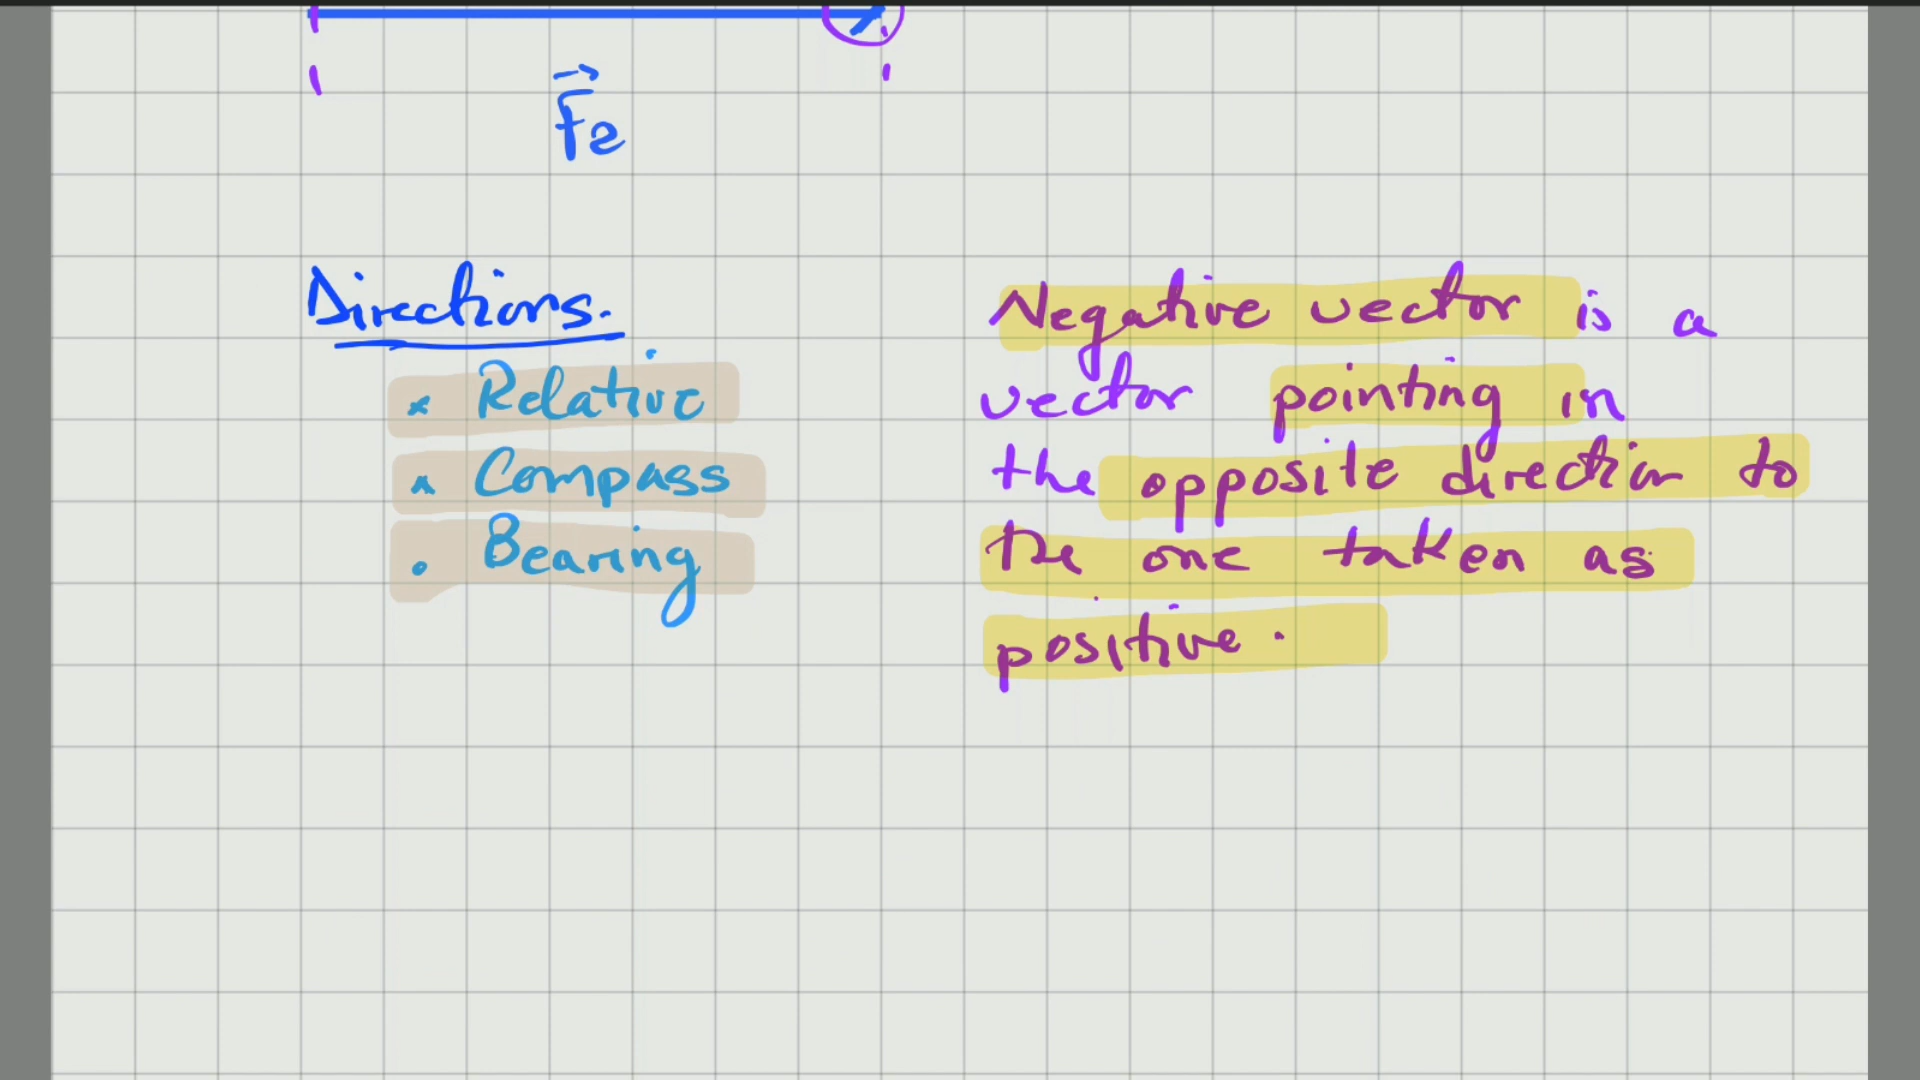 F2
Directions.
x Relative
x Compass
• Bearing
Negative vector is a
vector pointing in
the opposite direction to
the one taken as
positive.